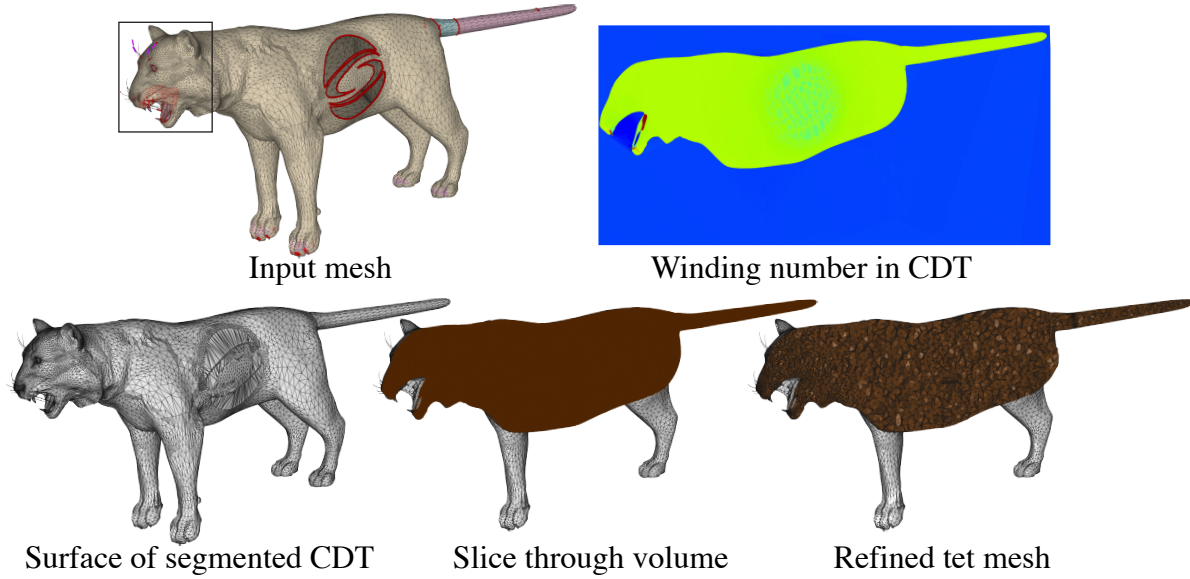 Input mesh
Winding number in CDT
Surface of segmented CDT
Slice through volume
Refined tet mesh